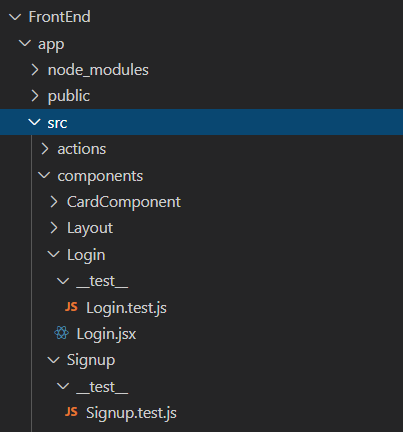 FrontEnd
app
node_modules
public
src
actions
components
CardComponent
Layout
Login
__test__
JS Login.test.js
Login.jsx
Signup
__test__
JS Signup.test.js